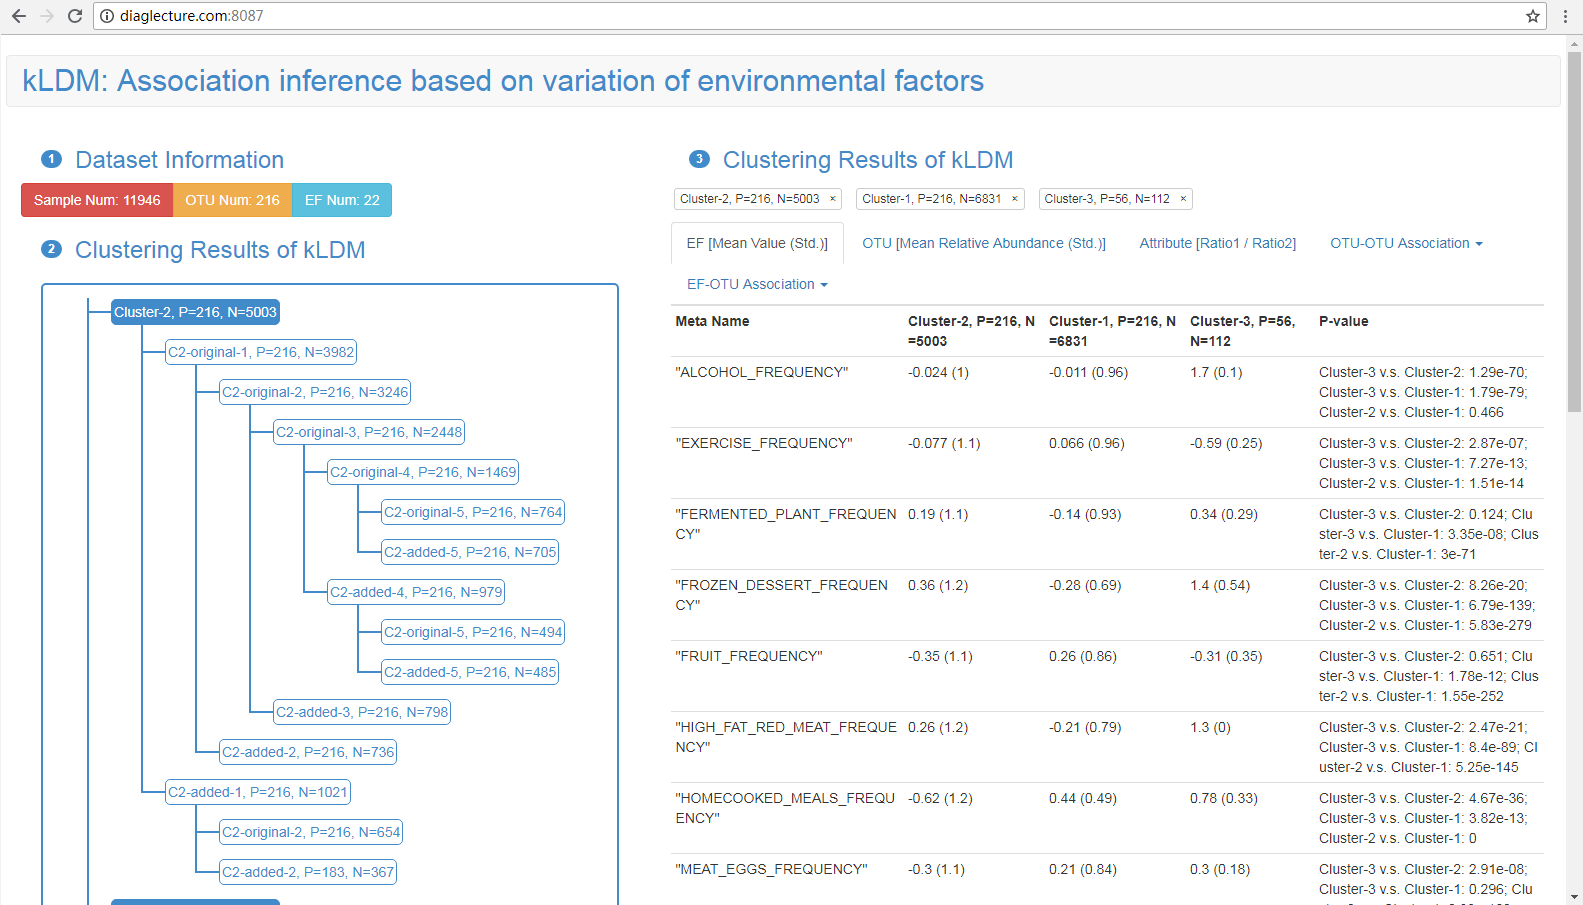 diaglecture.com:8087
kLDM: Association inference based on variation of environmental factors
1 Dataset Information
Sample Num: 11946 OTU Num: 216 EF Num: 22
2 Clustering Results of kLDM
Cluster-2, P=216, N=5003
C2-original-1, P=216, N=3982
C2-original-2, P=216, N=3246
C2-original-3, P=216, N=2448
C2-original-4, P=216, N=1469
C2-original-5, P=216, N=764
C2-added-5, P=216, N=705
C2-added-4, P=216, N=979
C2-original-5, P=216, N=494
C2-added-5, P=216, N=485
C2-added-3, P=216, N=798
C2-added-2, P=216, N=736
C2-added-1, P=216, N=1021
C2-original-2, P=216, N=654
C2-added-2, P=183, N=367
3 Clustering Results of kLDM
Cluster-2, P=216, N=5003 × Cluster-1, P=216, N=6831 × Cluster-3, P=56, N=112 ×
EF [Mean Value (Std.)] OTU [Mean Relative Abundance (Std.)] Attribute [Ratio1 / Ratio2] OTU-OTU Association
EF-OTU Association
Meta Name Cluster-2, P=216, N Cluster-1, P=216, N Cluster-3, P=56, P-value
=5003 =6831 N=112
"ALCOHOL_FREQUENCY" -0.024 (1) -0.011 (0.96) 1.7 (0.1) Cluster-3 v.s. Cluster-2: 1.29e-70;
Cluster-3 v.s. Cluster-1: 1.79e-79;
Cluster-2 v.s. Cluster-1: 0.466
"EXERCISE_FREQUENCY" -0.077 (1.1) 0.066 (0.96) -0.59 (0.25) Cluster-3 v.s. Cluster-2: 2.87e-07;
Cluster-3 v.s. Cluster-1: 7.27e-13;
Cluster-2 v.s. Cluster-1: 1.51e-14
"FERMENTED_PLANT_FREQUEN 0.19 (1.1) -0.14 (0.93) 0.34 (0.29) Cluster-3 v.s. Cluster-2: 0.124; Clu
CY" ster-3 v.s. Cluster-1: 3.35e-08; Clus
ter-2 v.s. Cluster-1: 3e-71
"FROZEN_DESSERT_FREQUEN 0.36 (1.2) -0.28 (0.69) 1.4 (0.54) Cluster-3 v.s. Cluster-2: 8.26e-20;
CY" Cluster-3 v.s. Cluster-1: 6.79e-139;
Cluster-2 v.s. Cluster-1: 5.83e-279
"FRUIT_FREQUENCY" -0.35 (1.1) 0.26 (0.86) -0.31 (0.35) Cluster-3 v.s. Cluster-2: 0.651; Clu
ster-3 v.s. Cluster-1: 1.78e-12; Clus
ter-2 v.s. Cluster-1: 1.55e-252
"HIGH_FAT_RED_MEAT_FREQUE 0.26 (1.2) -0.21 (0.79) 1.3 (0) Cluster-3 v.s. Cluster-2: 2.47e-21;
NCY" Cluster-3 v.s. Cluster-1: 8.4e-89; Cl
uster-2 v.s. Cluster-1: 5.25e-145
"HOMECOOKED_MEALS_FREQU -0.62 (1.2) 0.44 (0.49) 0.78 (0.33) Cluster-3 v.s. Cluster-2: 4.67e-36;
ENCY" Cluster-3 v.s. Cluster-1: 3.82e-13;
Cluster-2 v.s. Cluster-1: 0
"MEAT_EGGS_FREQUENCY" -0.3 (1.1) 0.21 (0.84) 0.3 (0.18) Cluster-3 v.s. Cluster-2: 2.91e-08;
Cluster-3 v.s. Cluster-1: 0.296; Clu